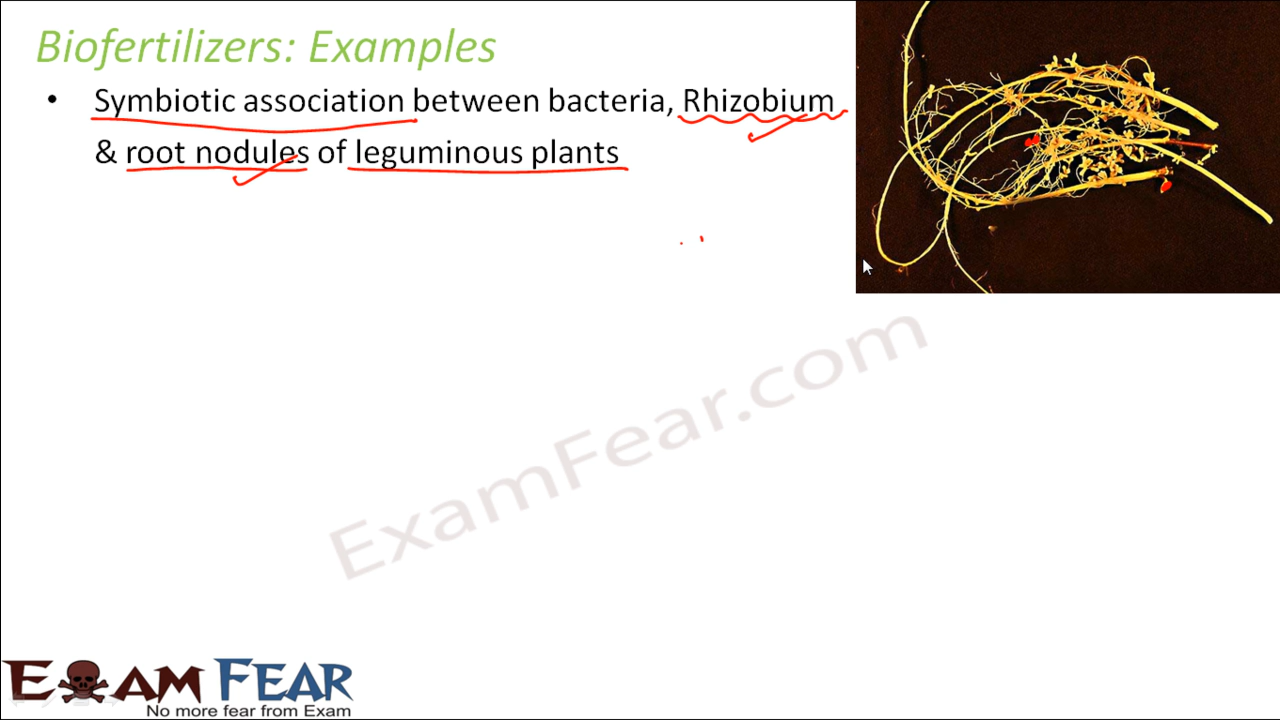 Biofertilizers: Examples
• Symbiotic association between bacteria, Rhizobium
& root nodules of leguminous plants
ExamFear.com
EXAM FEAR
No more fear from Exam